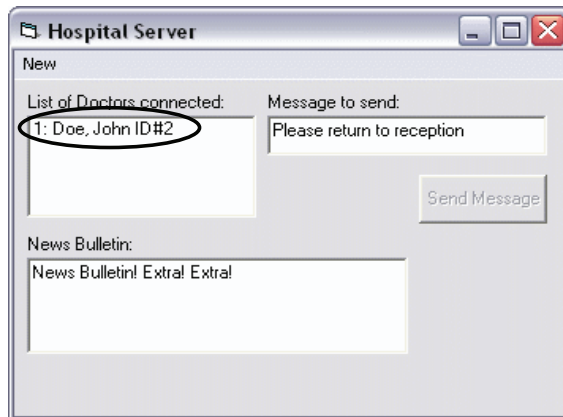 Hospital Server
New
List of Doctors connected:
1: Doe, John ID#2
Message to send:
Please return to reception
Send Message
News Bulletin:
News Bulletin! Extra! Extra!